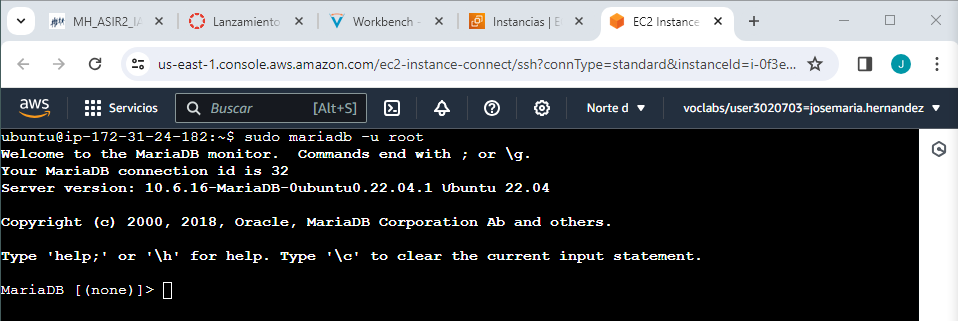 MH_ASIR2_IA
Lanzamiento
Workbench -
Instancias | E
EC2 Instance
us-east-1.console.aws.amazon.com/ec2-instance-connect/ssh?connType=standard&instanceId=i-0f3e...
J
aws
Servicios
Buscar
[Alt+S]
Norte d
voclabs/user3020703=josemaria.hernandez
ubuntu@ip-172-31-24-182:~$ sudo mariadb -u root
Welcome to the MariaDB monitor.  Commands end with ; or \g.
Your MariaDB connection id is 32
Server version: 10.6.16-MariaDB-0ubuntu0.22.04.1 Ubuntu 22.04
Copyright (c) 2000, 2018, Oracle, MariaDB Corporation Ab and others.
Type 'help;' or '\h' for help. Type '\c' to clear the current input statement.
MariaDB [(none)]>